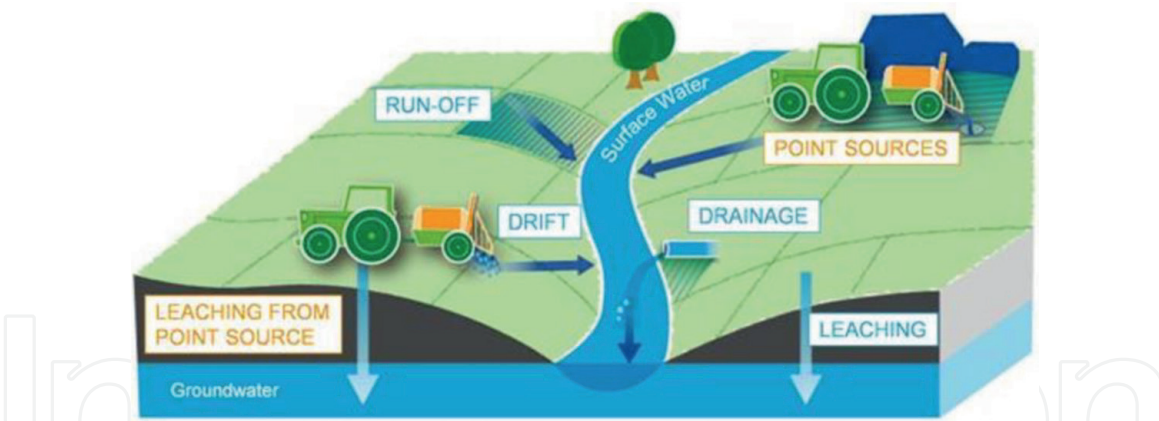 RUN-OFF
Surface Water
POINT SOURCES
DRIFT
DRAINAGE
LEACHING FROM
POINT SOURCE
LEACHING
Groundwater